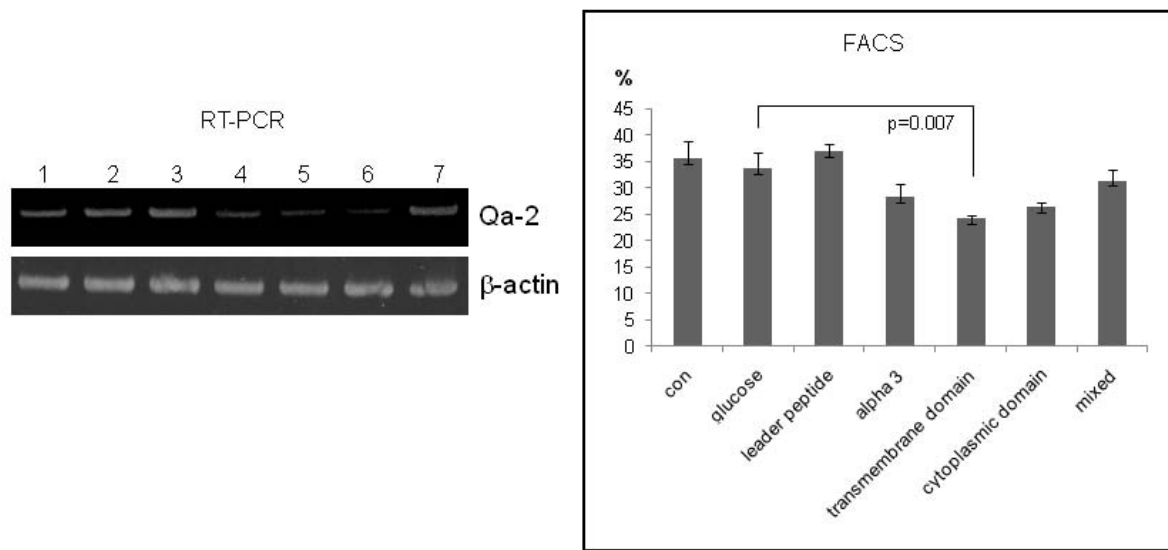 RT-PCR
1 2 3 4 5 6 7
Qa-2
β-actin
FACS
%
45
40
35
30
25
20
15
10
5
0
p=0.007
con
glucose
leader peptide
alpha 3
transmembrane domain
cytoplasmic domain
mixed